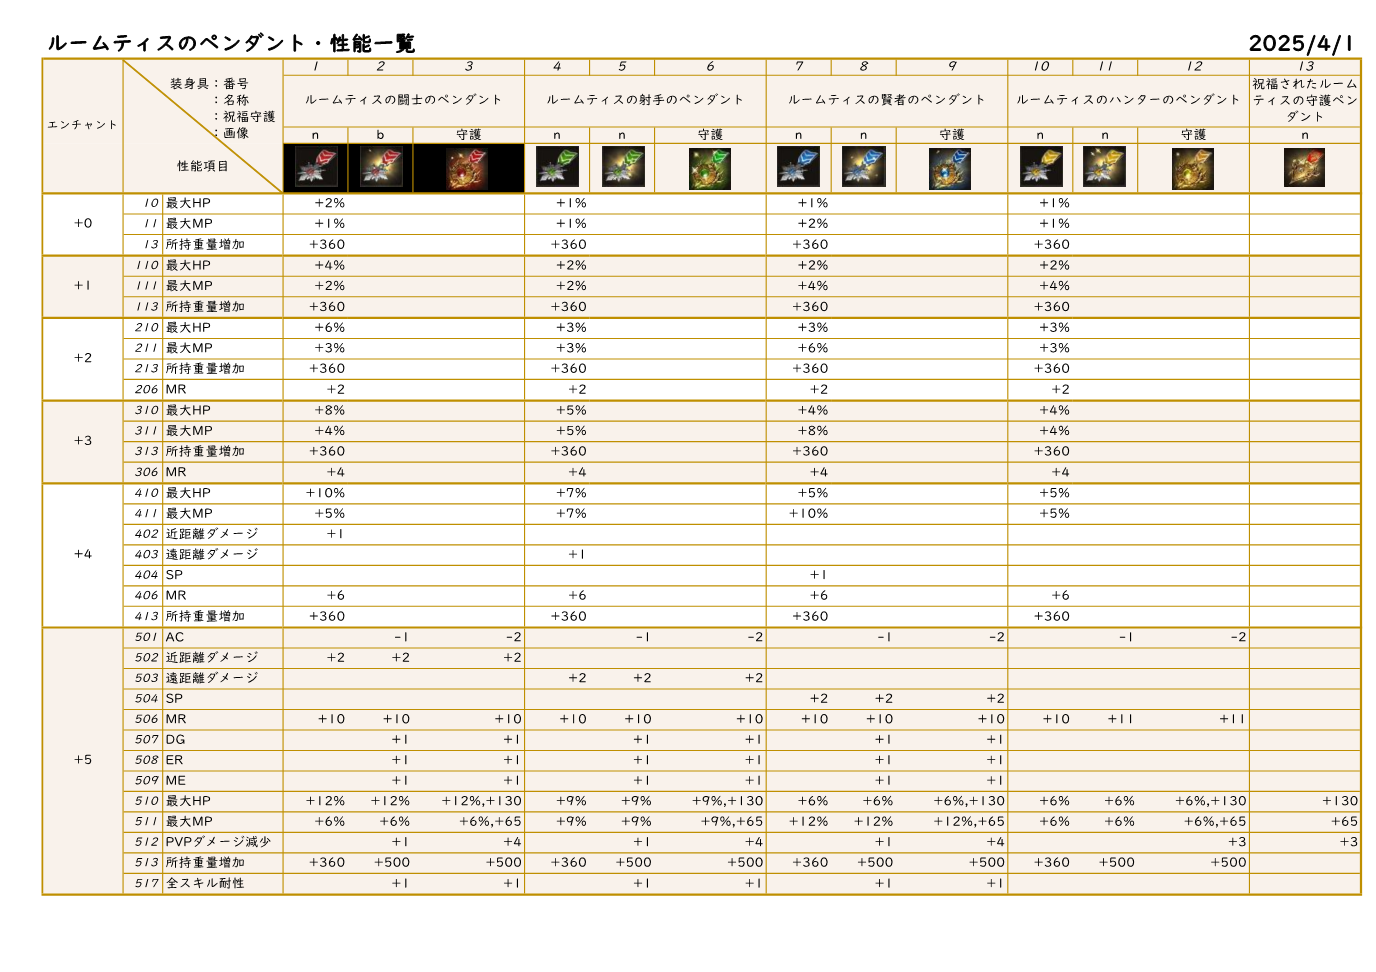 ルームティスのペンダント・性能一覧 2025/4/1
1 2 3 4 5 6 7 8 9 10 11 12 13
装身具：番号
：名称
：祝福守護
：画像
性能項目
エンチャント
ルームティスの闘士のペンダント ルームティスの射手のペンダント ルームティスの賢者のペンダント ルームティスのハンターのペンダント
祝福されたルーム
ティスの守護ペン
ダント
n b 守護 n n 守護 n n 守護 n n 守護 n
+0
10 最大HP +2% +1% +1% +1%
11 最大MP +1% +1% +2% +1%
13 所持重量増加 +360 +360 +360 +360
+1
110 最大HP +4% +2% +2% +2%
111 最大MP +2% +2% +4% +4%
113 所持重量増加 +360 +360 +360 +360
+2
210 最大HP +6% +3% +3% +3%
211 最大MP +3% +3% +6% +3%
213 所持重量増加 +360 +360 +360 +360
206 MR +2 +2 +2 +2
+3
310 最大HP +8% +5% +4% +4%
311 最大MP +4% +5% +8% +4%
313 所持重量増加 +360 +360 +360 +360
306 MR +4 +4 +4 +4
+4
410 最大HP +10% +7% +5% +5%
411 最大MP +5% +7% +10% +5%
402 近距離ダメージ +1
403 遠距離ダメージ +1
404 SP +1
406 MR +6 +6 +6 +6
413 所持重量増加 +360 +360 +360 +360
+5
501 AC -1 -2 -1 -2 -1 -2 -1 -2
502 近距離ダメージ +2 +2 +2
503 遠距離ダメージ +2 +2 +2
504 SP +2 +2 +2
506 MR +10 +10 +10 +10 +10 +10 +10 +10 +10 +10 +11 +11
507 DG +1 +1 +1 +1 +1 +1
508 ER +1 +1 +1 +1 +1 +1
509 ME +1 +1 +1 +1 +1 +1
510 最大HP +12% +12% +12%,+130 +9% +9% +9%,+130 +6% +6% +6%,+130 +6% +6% +6%,+130 +130
511 最大MP +6% +6% +6%,+65 +9% +9% +9%,+65 +12% +12% +12%,+65 +6% +6% +6%,+65 +65
512 PVPダメージ減少 +1 +4 +1 +4 +1 +4 +3 +3
513 所持重量増加 +360 +500 +500 +360 +500 +500 +360 +500 +500 +360 +500 +500
517 全スキル耐性 +1 +1 +1 +1 +1 +1